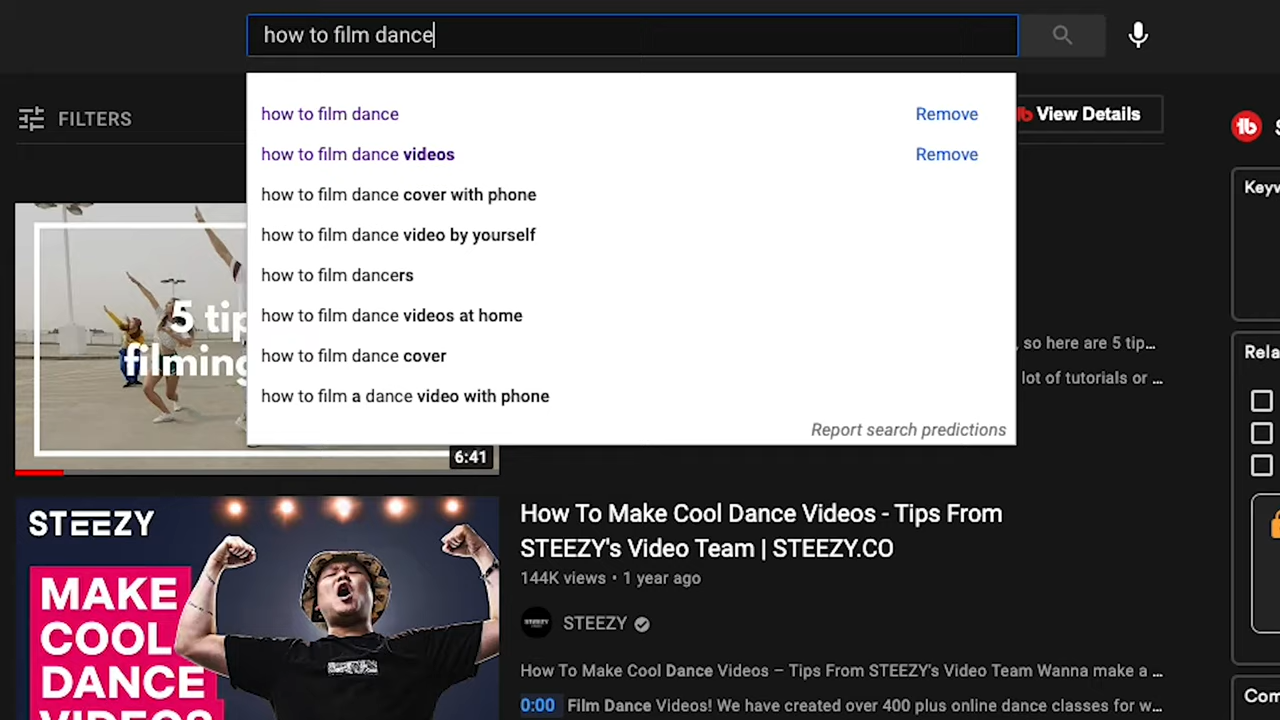 how to film dance
FILTERS
how to film dance Remove
how to film dance videos Remove
how to film dance cover with phone
how to film dance video by yourself
how to film dancers
how to film dance videos at home
how to film dance cover
how to film a dance video with phone
Report search predictions
View Details
5 tip
filming
6:41
, so here are 5 tip…
lot of tutorials or …
STEEZY
MAKE
COOL
DANCE
VIDEOS
How To Make Cool Dance Videos - Tips From
STEEZY's Video Team | STEEZY.CO
144K views • 1 year ago
STEEZY
How To Make Cool Dance Videos – Tips From STEEZY's Video Team Wanna make a …
0:00 Film Dance Videos! We have created over 400 plus online dance classes for w…
Keyw
Rela
Com